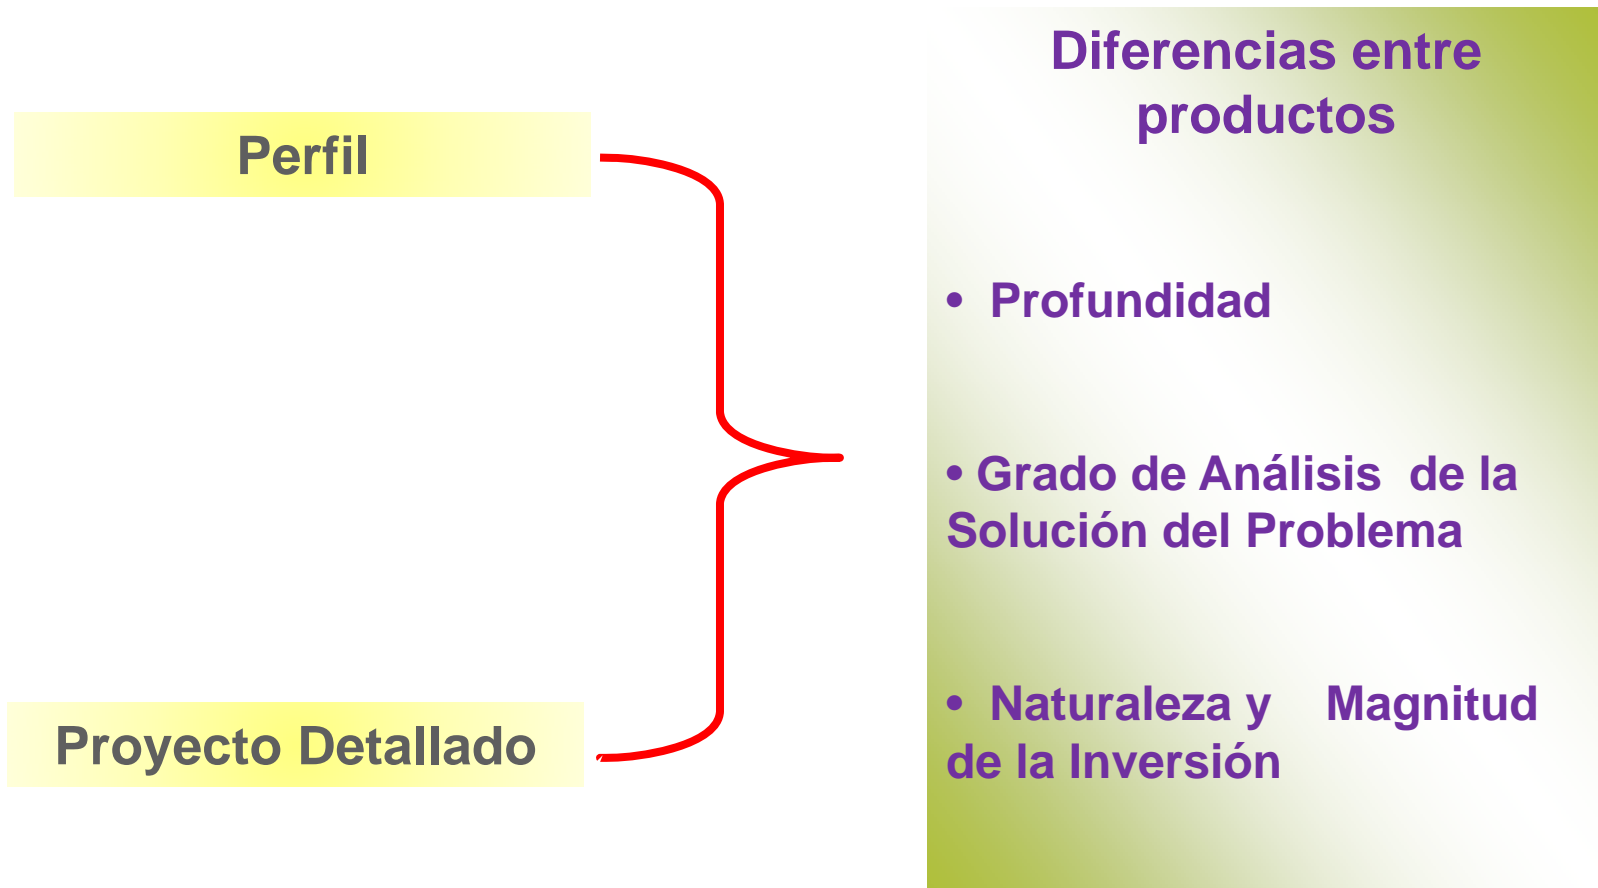 Perfil
Proyecto Detallado
Diferencias entre
productos
• Profundidad
• Grado de Análisis de la
Solución del Problema
• Naturaleza y Magnitud
de la Inversión